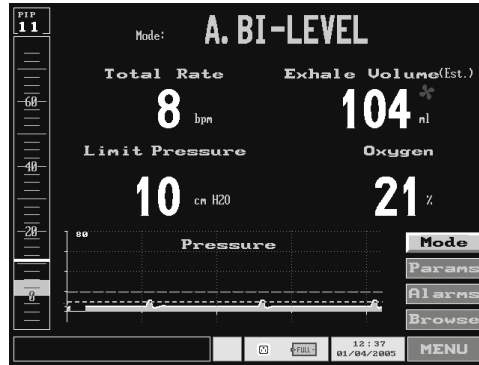 PIP
11
Mode: A. BI-LEVEL
Total Rate
8 bpm
Exhale Volume(Est.)
104 ml
Limit Pressure
10 cm H20
Oxygen
21 %
60
40
20
0
80
Pressure
Mode
Params
Alarms
Browse
FULL
12:37
01/04/2005
MENU